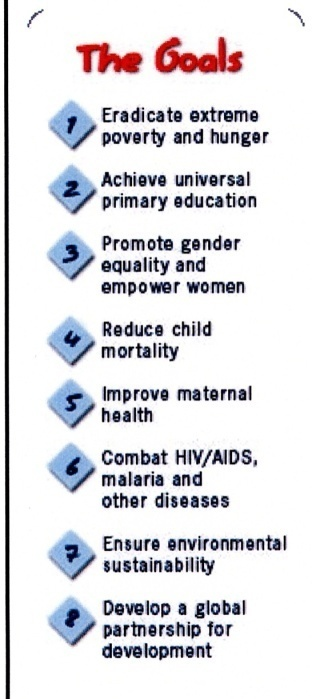 The Goals
1 Eradicate extreme
poverty and hunger
2 Achieve universal
primary education
3 Promote gender
equality and
empower women
4 Reduce child
mortality
5 Improve maternal
health
6 Combat HIV/AIDS,
malaria and
other diseases
7 Ensure environmental
sustainability
8 Develop a global
partnership for
development